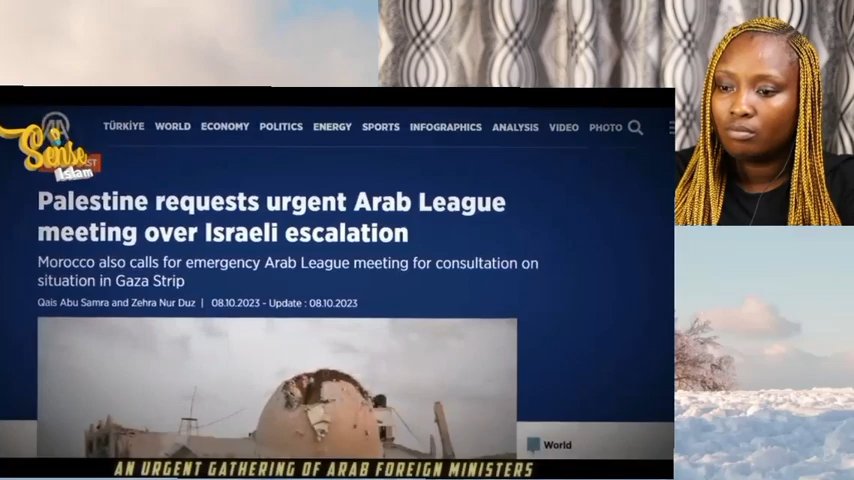 TÜRKİYE WORLD ECONOMY POLITICS ENERGY SPORTS INFOGRAPHICS ANALYSIS VIDEO PHOTO
Sense
Islam
Palestine requests urgent Arab League
meeting over Israeli escalation
Morocco also calls for emergency Arab League meeting for consultation on
situation in Gaza Strip
Qais Abu Samra and Zehra Nur Duz | 08.10.2023 - Update : 08.10.2023
World
AN URGENT GATHERING OF ARAB FOREIGN MINISTERS